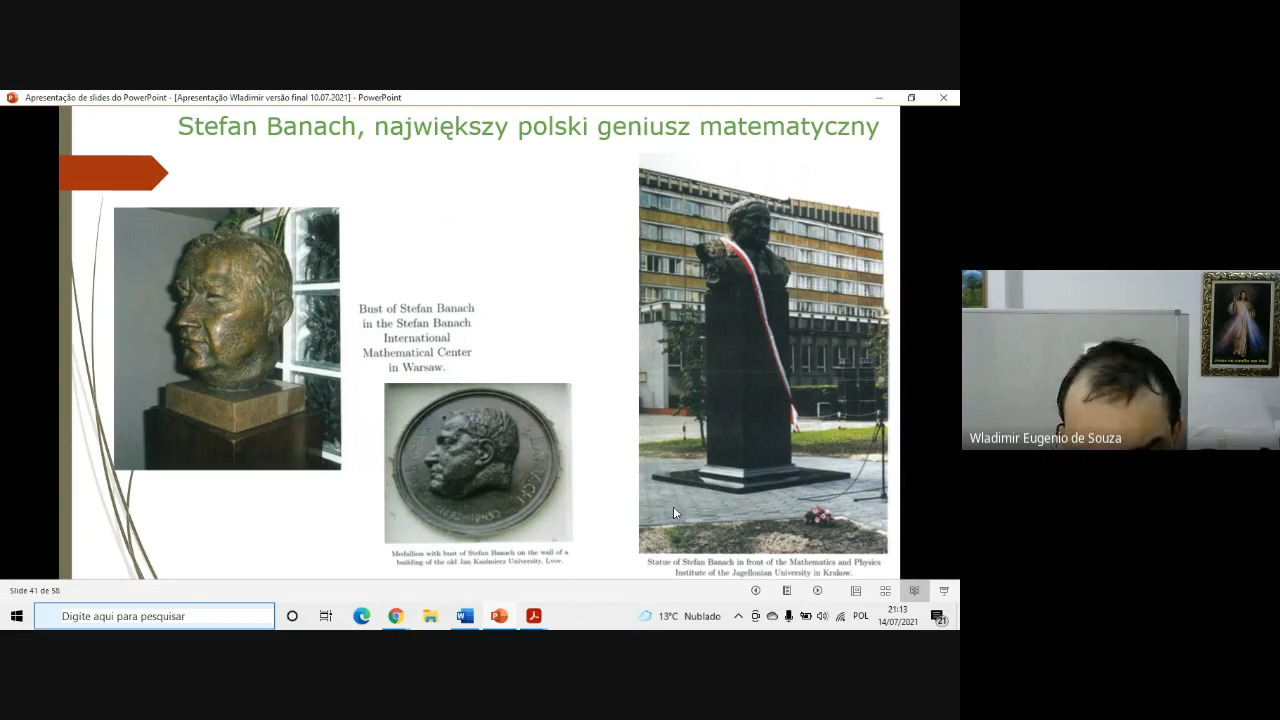 Apresentação de slides do PowerPoint - [Apresentação Wladimir versão final 10.07.2021] - PowerPoint
Stefan Banach, największy polski geniusz matematyczny
Bust of Stefan Banach
in the Stefan Banach
International
Mathematical Center
in Warsaw.
Medallion with bust of Stefan Banach on the wall of a
building of the old Jan Kazimierz University, Lvov.
Statue of Stefan Banach in front of the Mathematics and Physics
Institute of the Jagellonian University in Krakow.
Wladimir Eugenio de Souza
Slide 41 de 58
Digite aqui para pesquisar
13°C Nublado
POL
21:13
14/07/2021
21